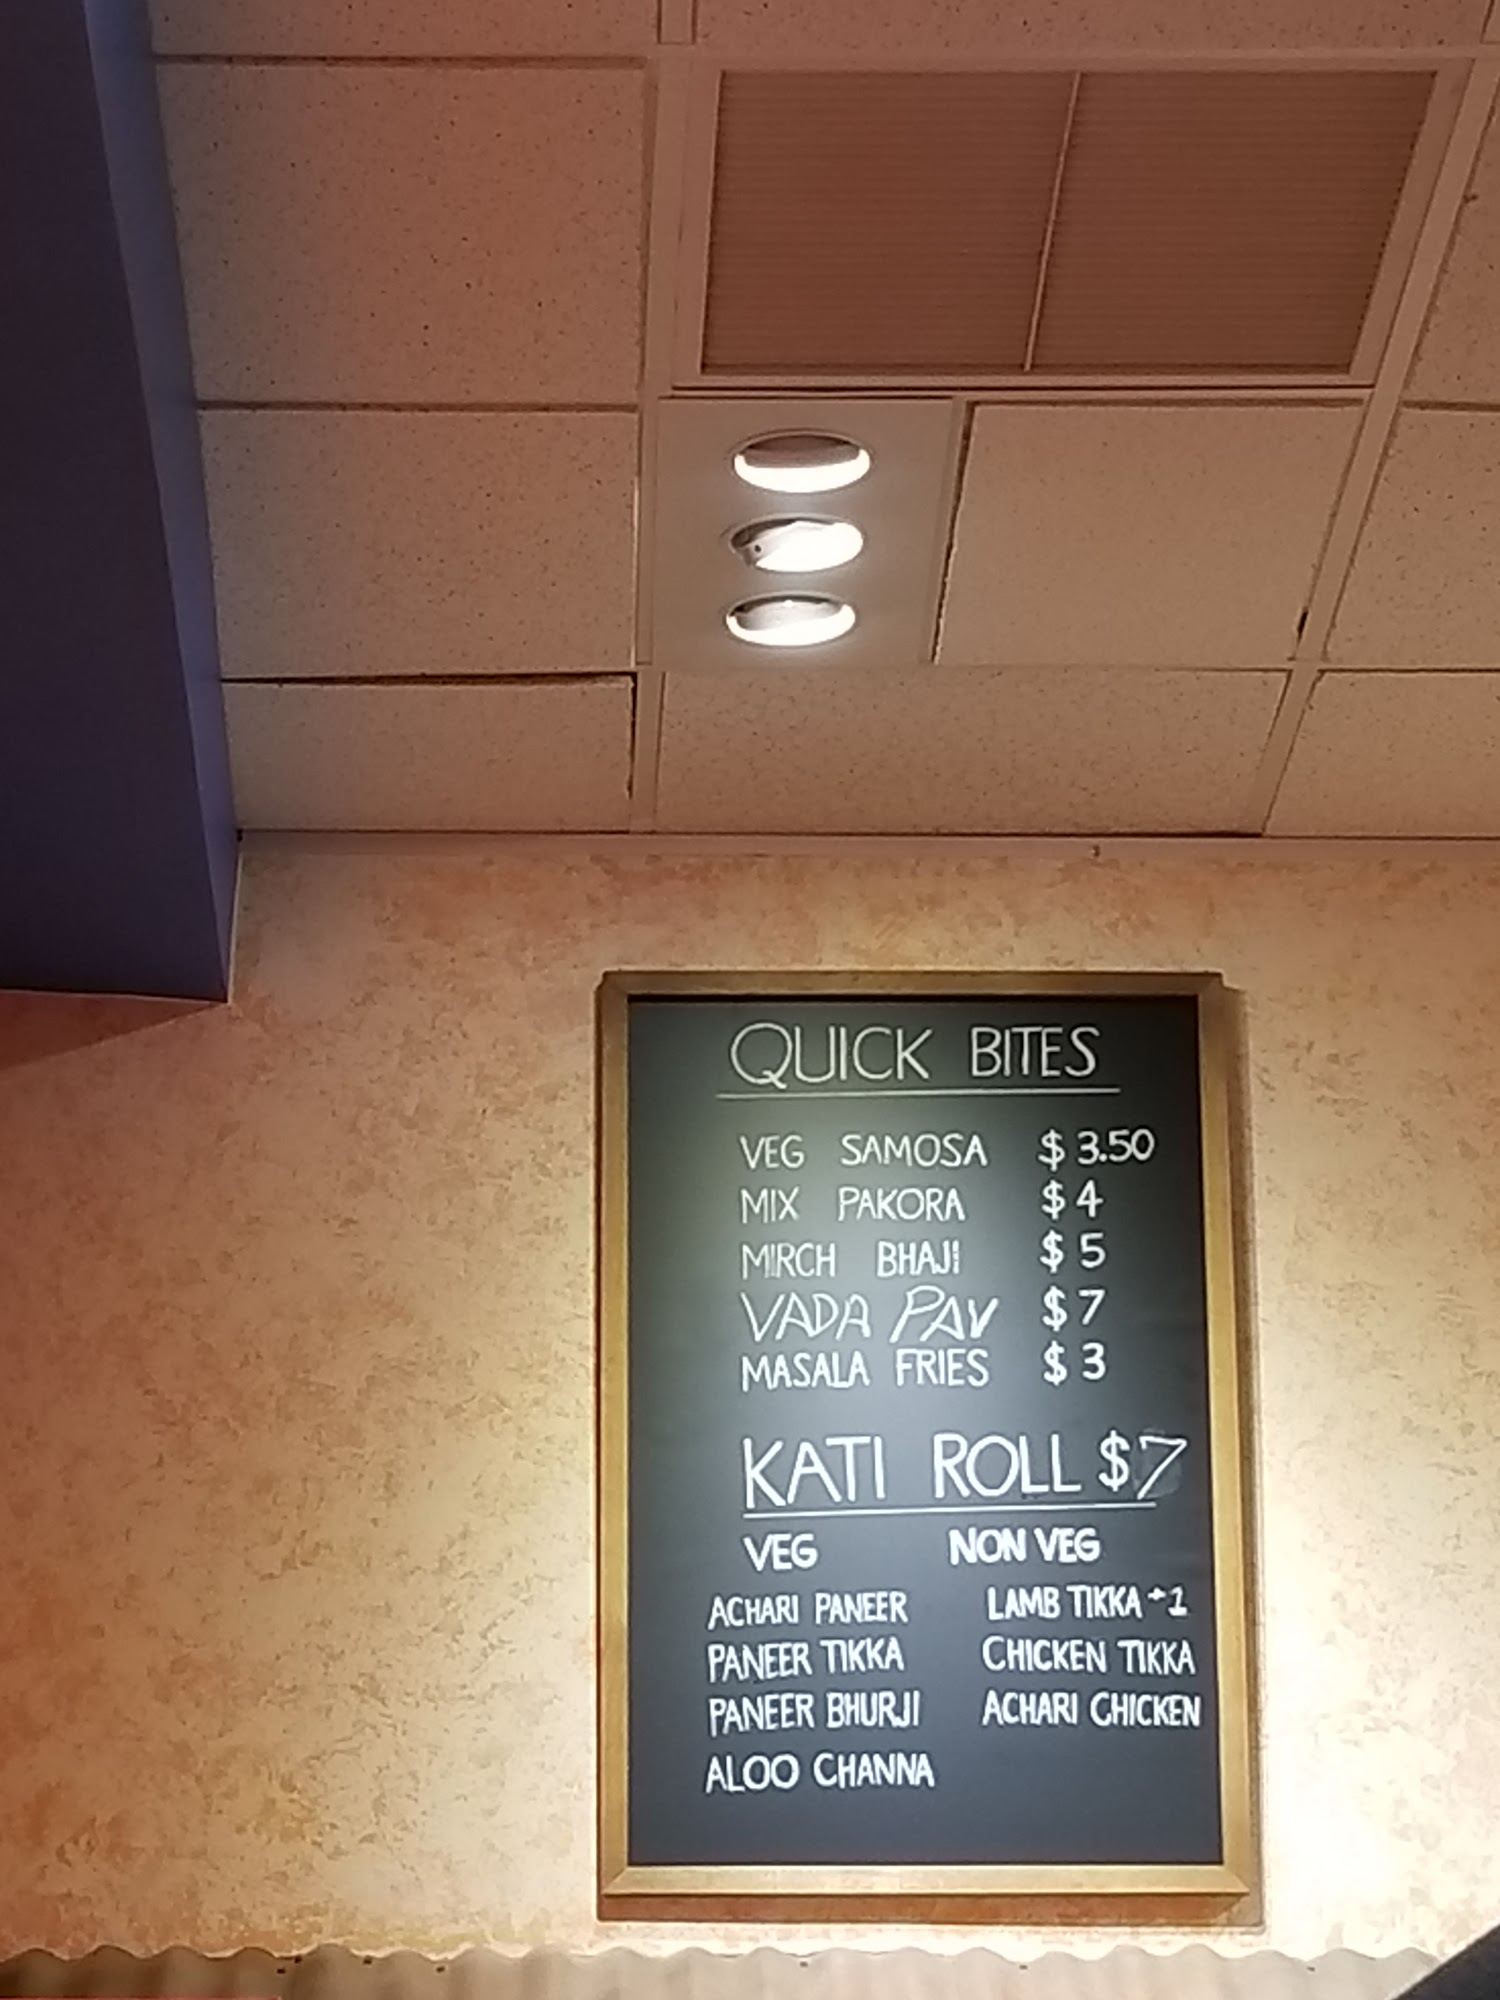 QUICK BITES
VEG SAMOSA $3.50
MIX PAKORA $4
MIRCH BHAJI $5
VADA PAV $7
MASALA FRIES $3
KATI ROLL $7
VEG NON VEG
ACHARI PANEER LAMB TIKKA +1
PANEER TIKKA CHICKEN TIKKA
PANEER BHURJI ACHARI CHICKEN
ALOO CHANNA